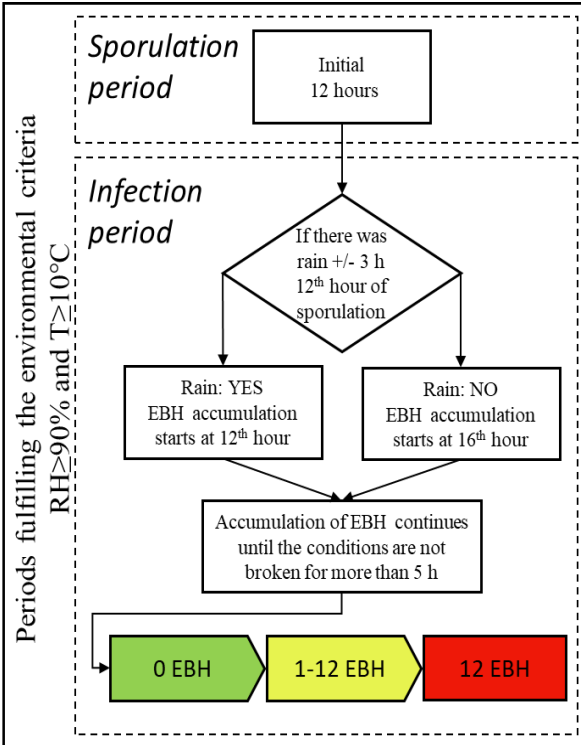 Periods fulfilling the environmental criteria
RH≥90% and T≥10°C
Sporulation
period
Initial
12 hours
Infection
period
If there was
rain +/- 3 h
12th hour of
sporulation
Rain: YES
EBH accumulation
starts at 12th hour
Rain: NO
EBH accumulation
starts at 16th hour
Accumulation of EBH continues
until the conditions are not
broken for more than 5 h
0 EBH
1-12 EBH
12 EBH